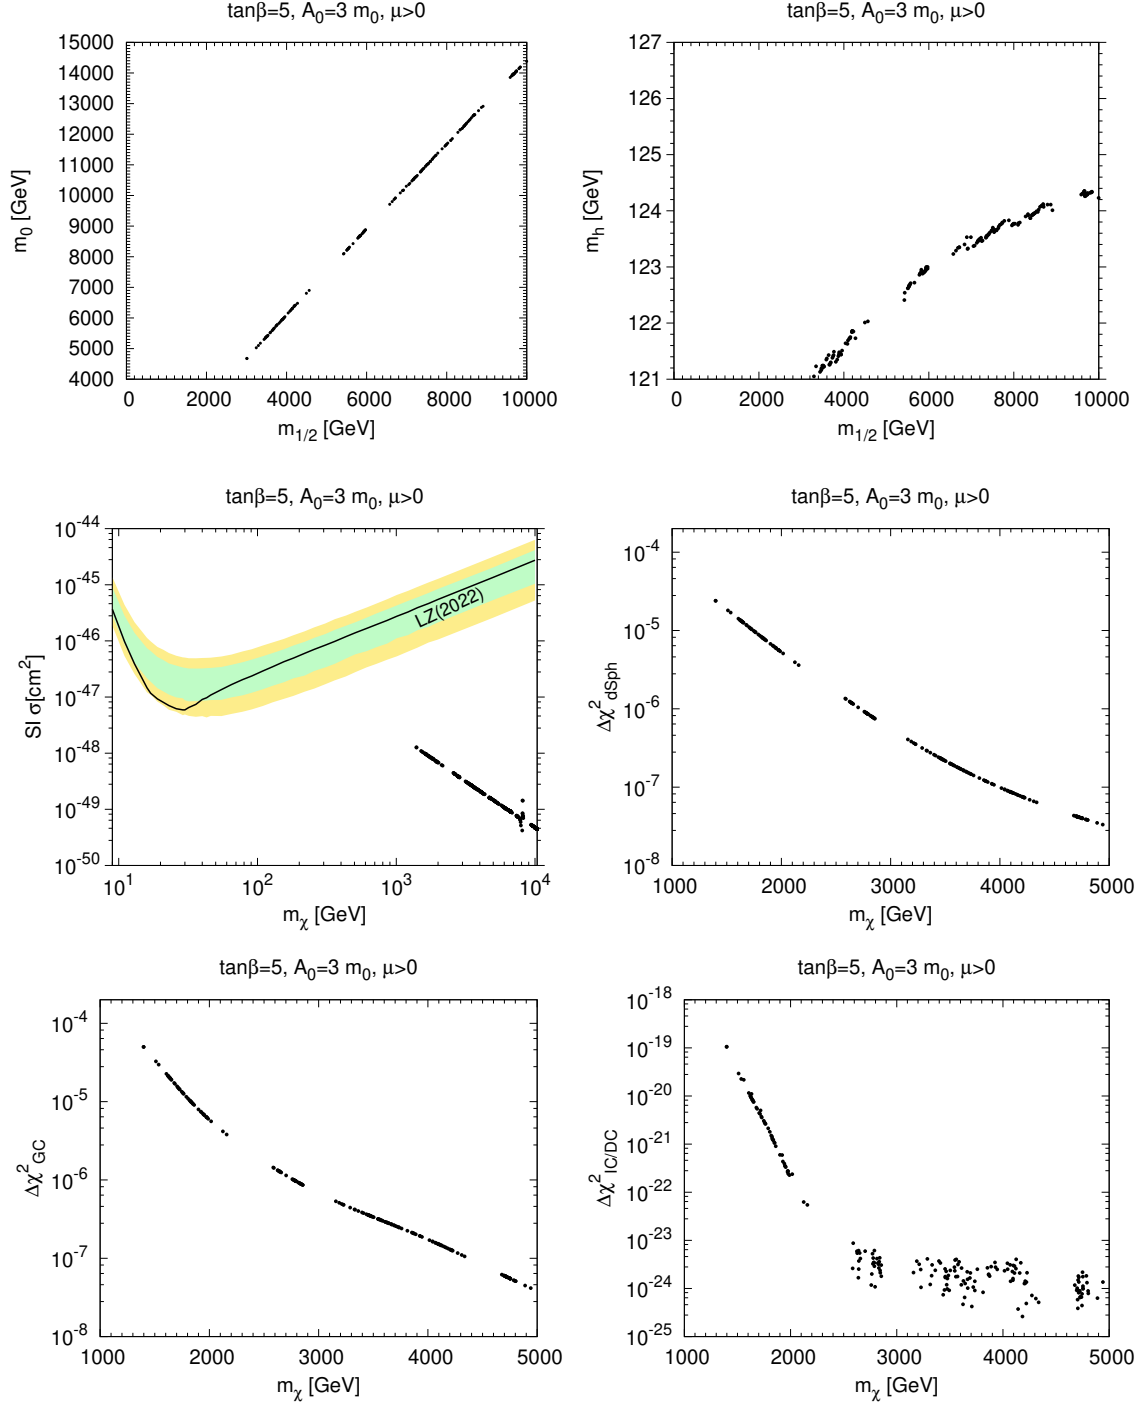 tanβ=5, A₀=3 m₀, μ>0
15000
14000
13000
12000
11000
10000
9000
8000
7000
6000
5000
4000
m₀ [GeV]
0 2000 4000 6000 8000 10000
m₁/₂ [GeV]
tanβ=5, A₀=3 m₀, μ>0
127
126
125
124
123
122
121
mₕ [GeV]
0 2000 4000 6000 8000 10000
m₁/₂ [GeV]
tanβ=5, A₀=3 m₀, μ>0
10⁻⁴⁴
10⁻⁴⁵
10⁻⁴⁶
10⁻⁴⁷
10⁻⁴⁸
10⁻⁴⁹
10⁻⁵⁰
SI σ[cm²]
LZ(2022)
10¹ 10² 10³ 10⁴
mᵪ [GeV]
tanβ=5, A₀=3 m₀, μ>0
10⁻⁴
10⁻⁵
10⁻⁶
10⁻⁷
10⁻⁸
Δχ² dSph
1000 2000 3000 4000 5000
mᵪ [GeV]
tanβ=5, A₀=3 m₀, μ>0
10⁻⁴
10⁻⁵
10⁻⁶
10⁻⁷
10⁻⁸
Δχ² GC
1000 2000 3000 4000 5000
mᵪ [GeV]
tanβ=5, A₀=3 m₀, μ>0
10⁻¹⁸
10⁻¹⁹
10⁻²⁰
10⁻²¹
10⁻²²
10⁻²³
10⁻²⁴
10⁻²⁵
Δχ² IC/DC
1000 2000 3000 4000 5000
mᵪ [GeV]